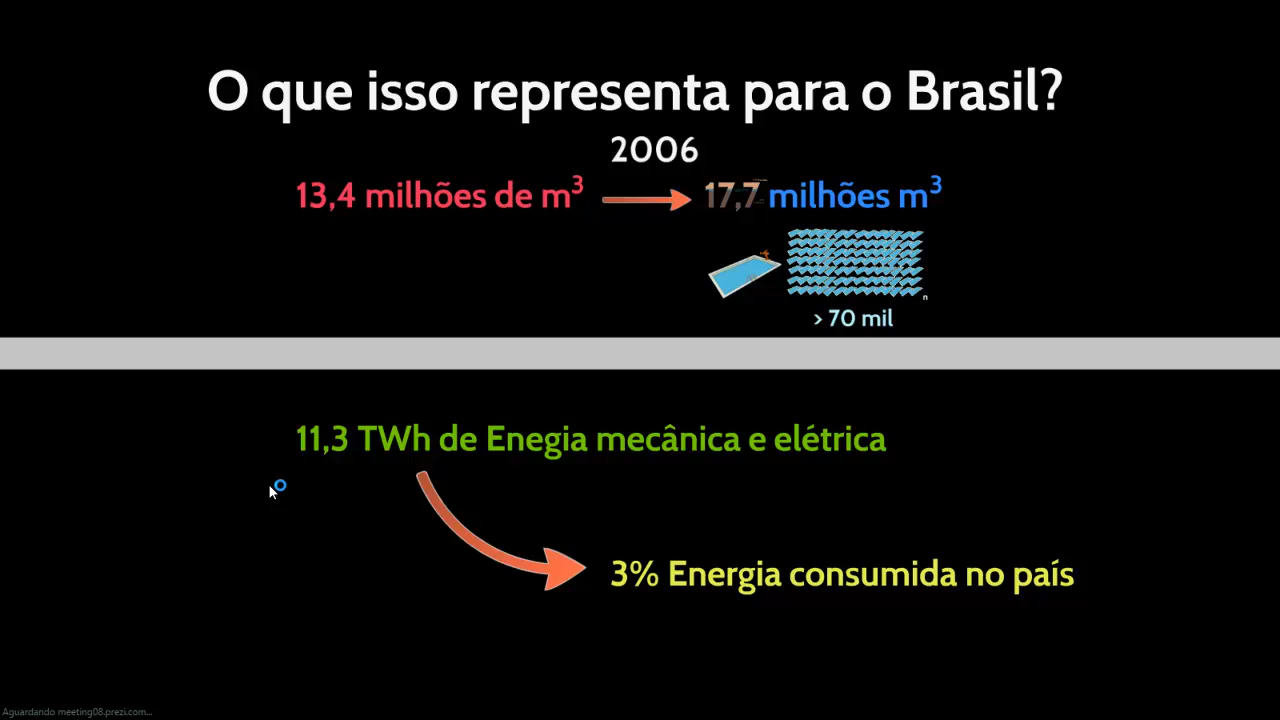 O que isso representa para o Brasil?
2006
13,4 milhões de m³ 17,7 milhões m³
n
> 70 mil
11,3 TWh de Enegia mecânica e elétrica
3% Energia consumida no país
Aguardando meeting08.prezi.com...